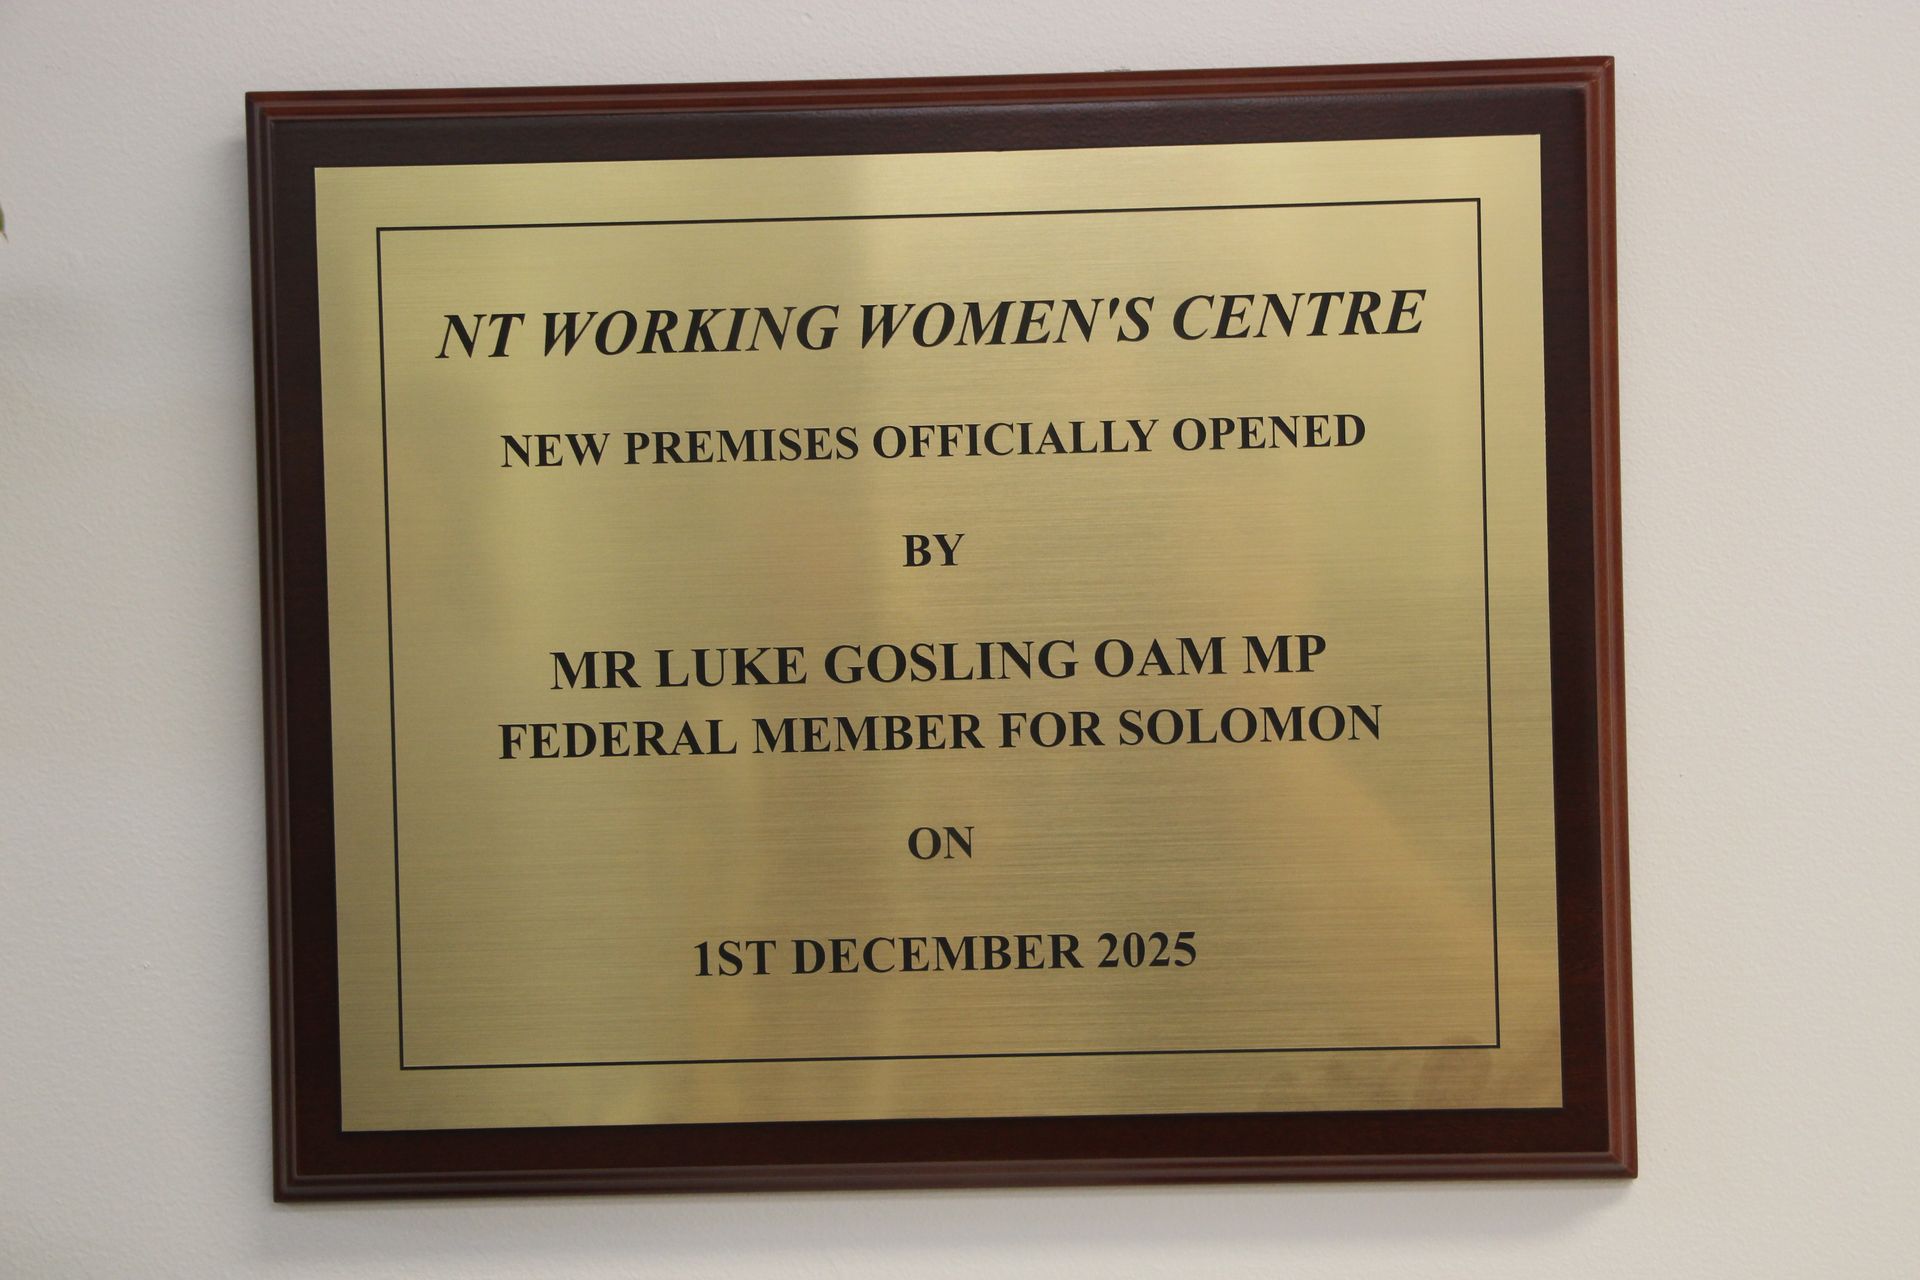 NT WORKING WOMEN'S CENTRE
NEW PREMISES OFFICIALLY OPENED
BY
MR LUKE GOSLING OAM MP
FEDERAL MEMBER FOR SOLOMON
ON
1ST DECEMBER 2025